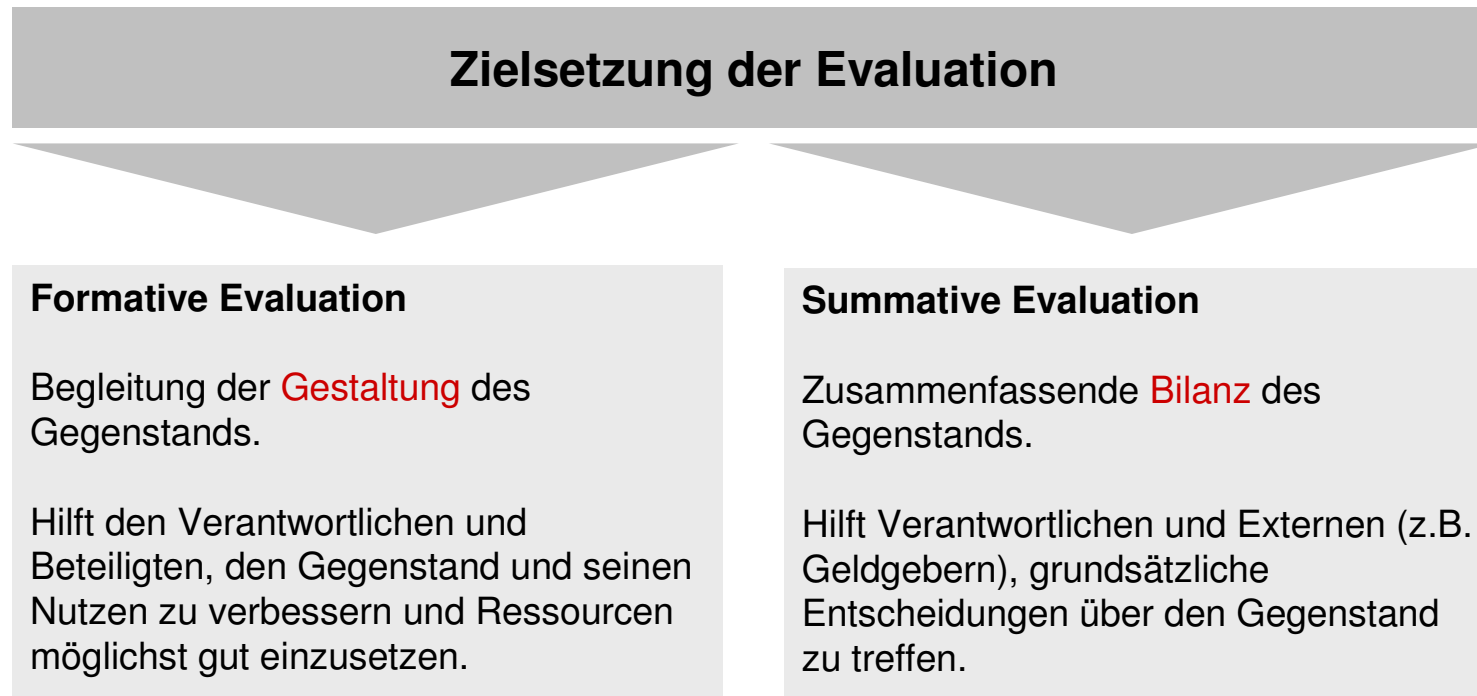 Zielsetzung der Evaluation
Formative Evaluation
Begleitung der Gestaltung des
Gegenstands.
Hilft den Verantwortlichen und
Beteiligten, den Gegenstand und seinen
Nutzen zu verbessern und Ressourcen
möglichst gut einzusetzen.
Summative Evaluation
Zusammenfassende Bilanz des
Gegenstands.
Hilft Verantwortlichen und Externen (z.B.
Geldgebern), grundsätzliche
Entscheidungen über den Gegenstand
zu treffen.